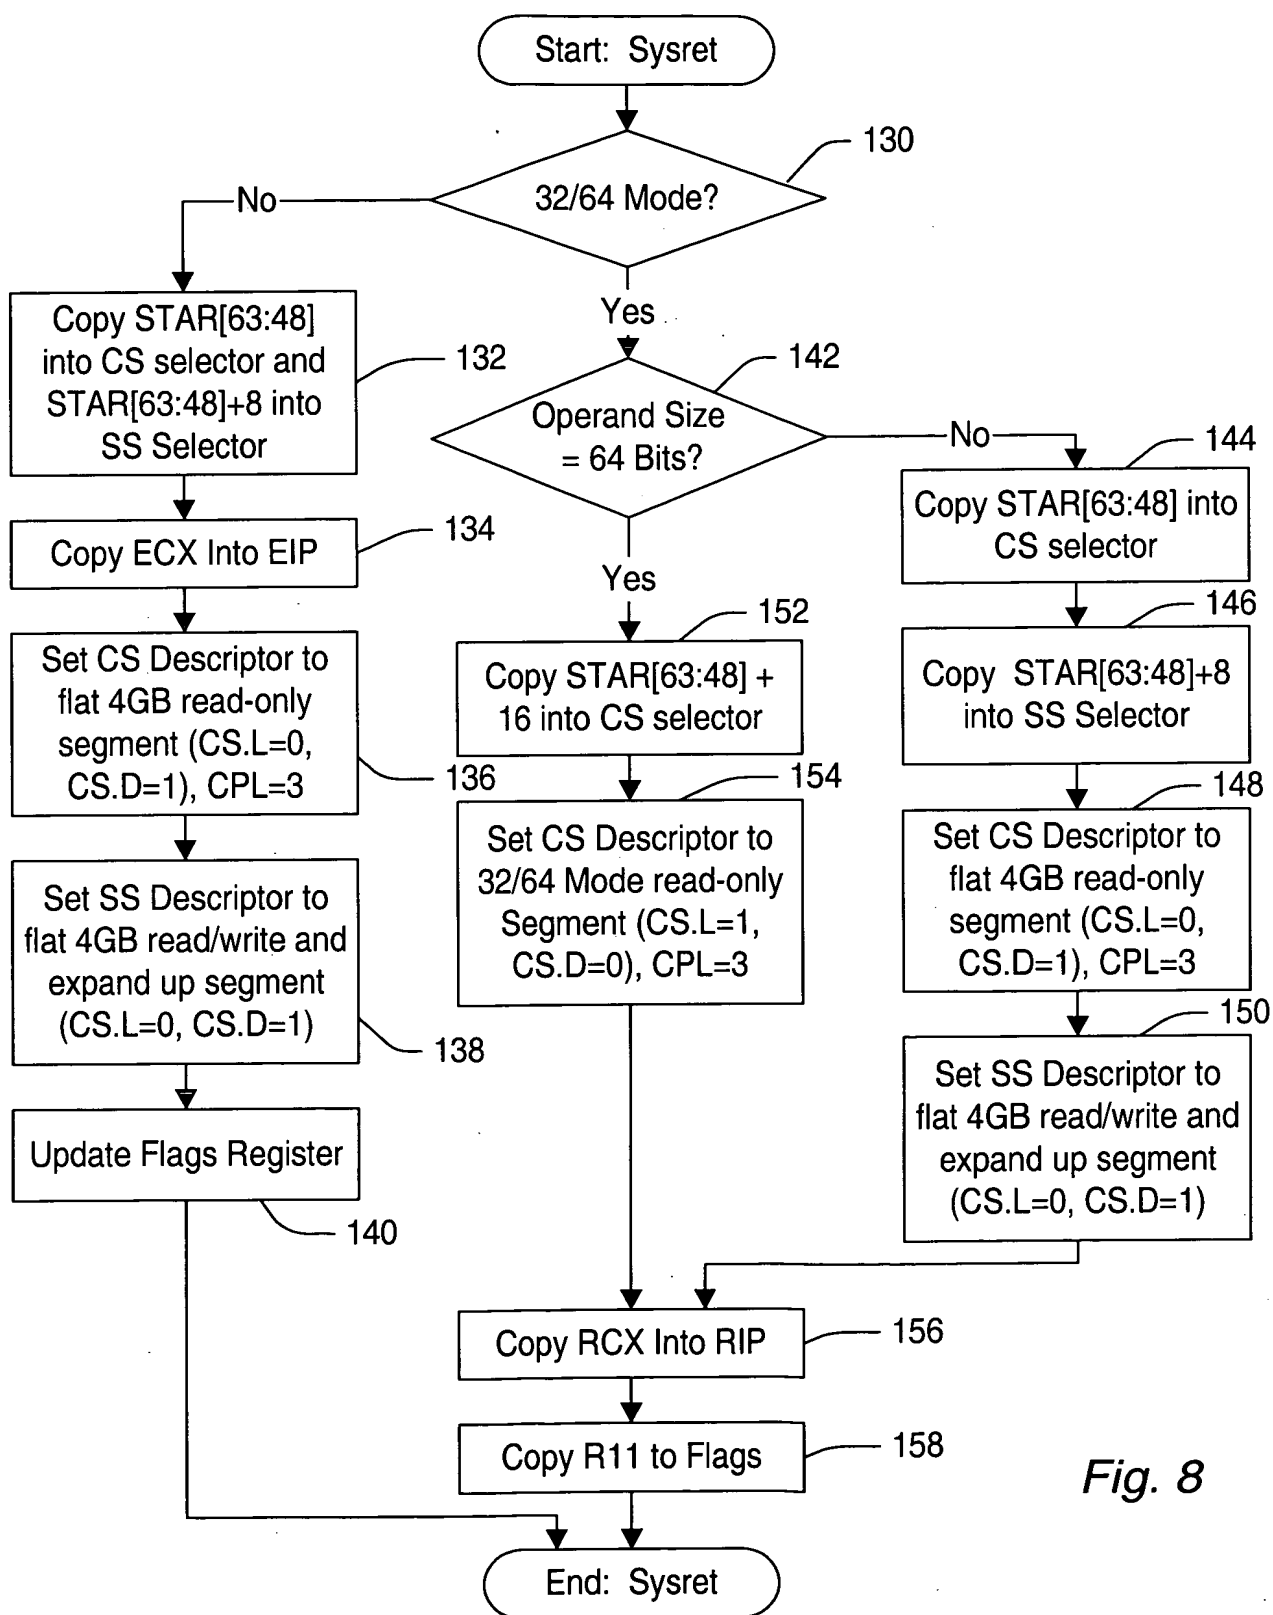 Start: Sysret
130
32/64 Mode?
No
Yes
Copy STAR[63:48]
into CS selector and
STAR[63:48]+8 into
SS Selector
132
Copy ECX Into EIP
134
Set CS Descriptor to
flat 4GB read-only
segment (CS.L=0,
CS.D=1), CPL=3
136
Set SS Descriptor to
flat 4GB read/write and
expand up segment
(CS.L=0, CS.D=1)
138
Update Flags Register
140
142
Operand Size
= 64 Bits?
No
Yes
152
Copy STAR[63:48] +
16 into CS selector
154
Set CS Descriptor to
32/64 Mode read-only
Segment (CS.L=1,
CS.D=0), CPL=3
144
Copy STAR[63:48] into
CS selector
146
Copy STAR[63:48]+8
into SS Selector
148
Set CS Descriptor to
flat 4GB read-only
segment (CS.L=0,
CS.D=1), CPL=3
150
Set SS Descriptor to
flat 4GB read/write and
expand up segment
(CS.L=0, CS.D=1)
Copy RCX Into RIP
156
Copy R11 to Flags
158
End: Sysret
Fig. 8